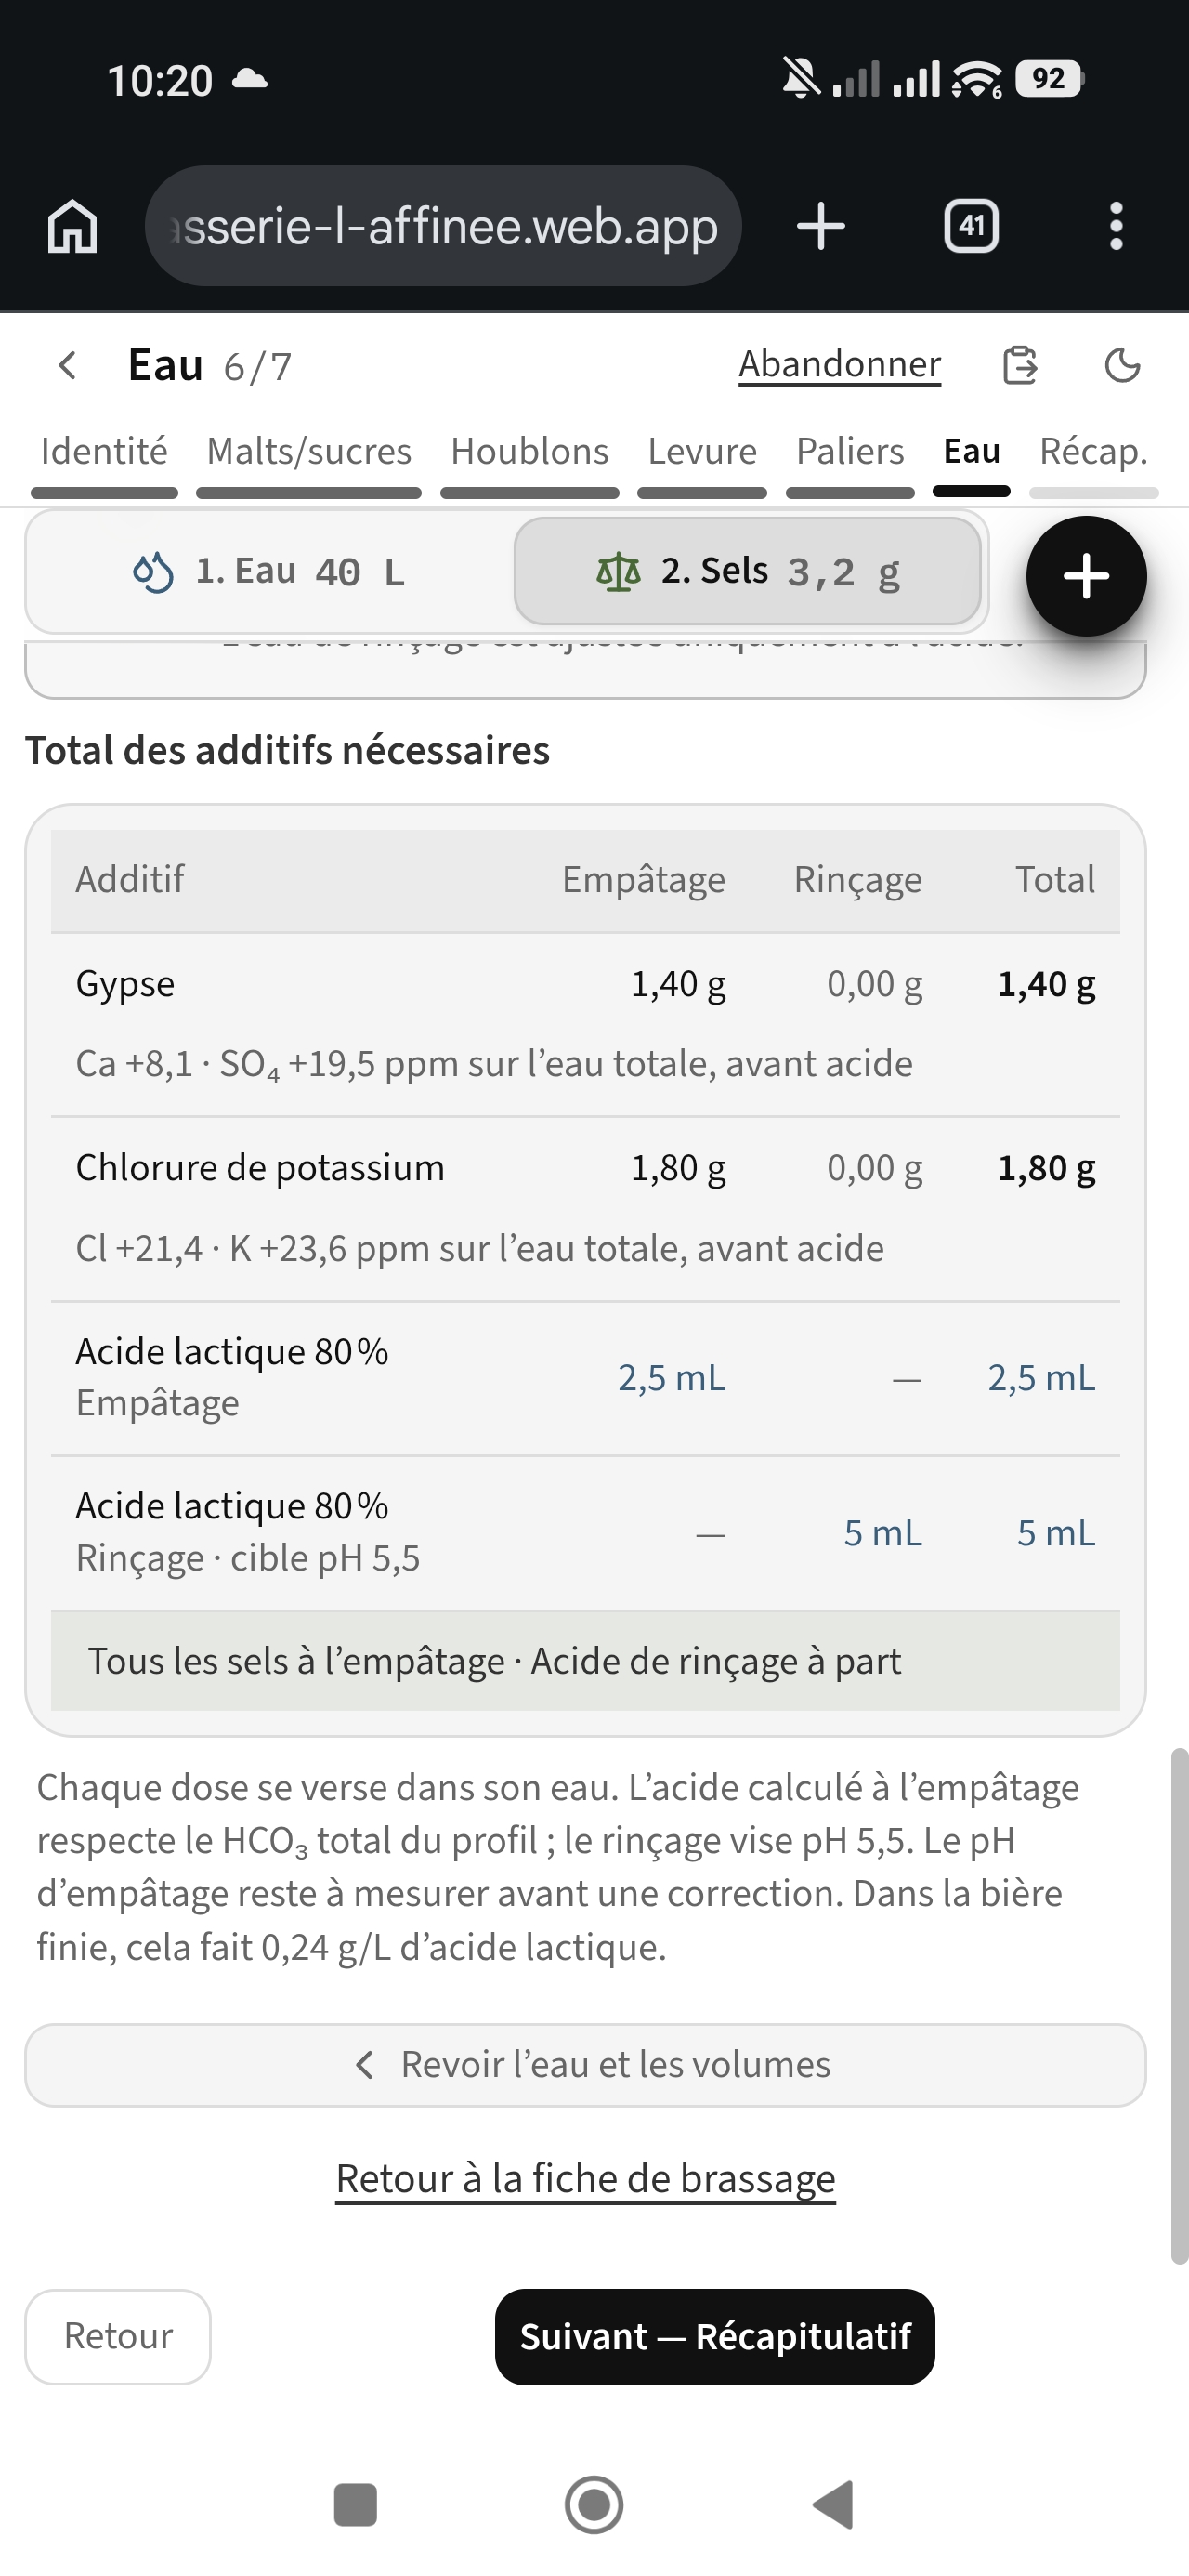 10:20
92
asserie-l-affinee.web.app
41
Eau 6/7
Abandonner
Identité Malts/sucres Houblons Levure Paliers Eau Récap.
1. Eau 40 L
2. Sels 3,2 g
L'eau de rinçage est ajustée uniquement à l'acide.
Total des additifs nécessaires
Additif Empâtage Rinçage Total
Gypse 1,40 g 0,00 g 1,40 g
Ca +8,1 · SO₄ +19,5 ppm sur l’eau totale, avant acide
Chlorure de potassium 1,80 g 0,00 g 1,80 g
Cl +21,4 · K +23,6 ppm sur l’eau totale, avant acide
Acide lactique 80 %
Empâtage
2,5 mL — 2,5 mL
Acide lactique 80 %
Rinçage · cible pH 5,5
— 5 mL 5 mL
Tous les sels à l’empâtage · Acide de rinçage à part
Chaque dose se verse dans son eau. L’acide calculé à l’empâtage
respecte le HCO₃ total du profil ; le rinçage vise pH 5,5. Le pH
d’empâtage reste à mesurer avant une correction. Dans la bière
finie, cela fait 0,24 g/L d’acide lactique.
Revoir l’eau et les volumes
Retour à la fiche de brassage
Retour
Suivant — Récapitulatif